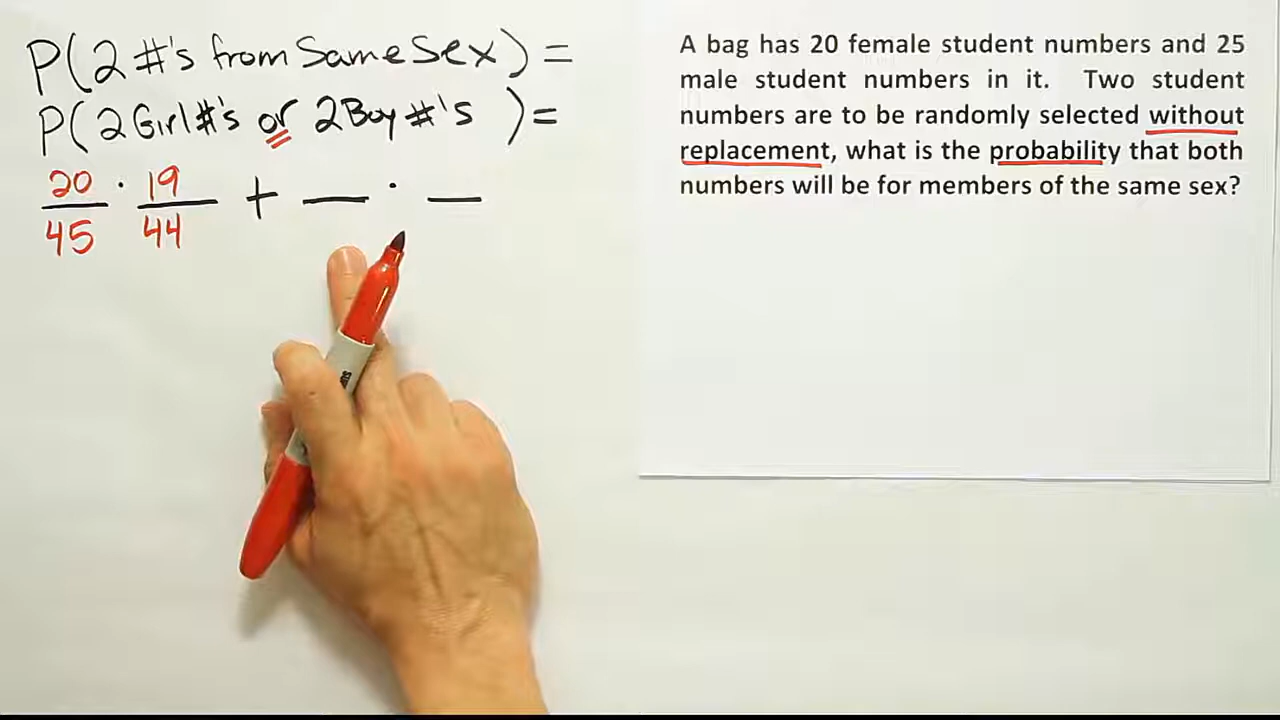 P(2 #'s from Same Sex) =
P(2 Girl #'s or 2 Boy #'s ) =
20 · 19 + — · —
45 44
A bag has 20 female student numbers and 25
male student numbers in it. Two student
numbers are to be randomly selected without
replacement, what is the probability that both
numbers will be for members of the same sex?